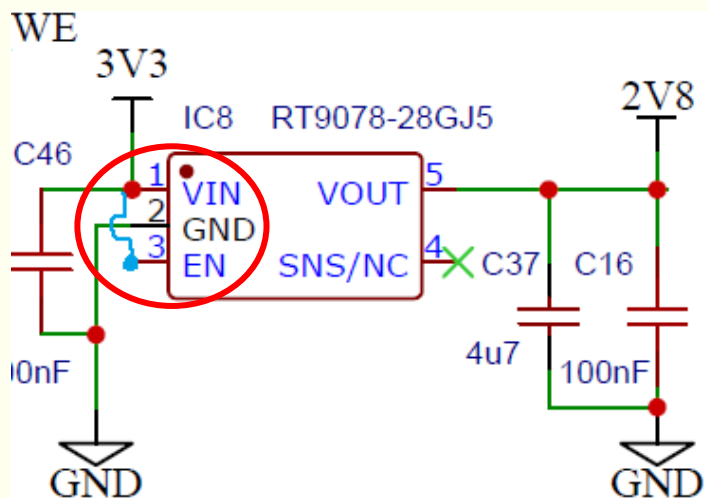 WE
3V3
IC8 RT9078-28GJ5
2V8
C46
1 VIN VOUT 5
2 GND
3 EN SNS/NC 4
C37 C16
4u7 100nF
00nF
GND GND